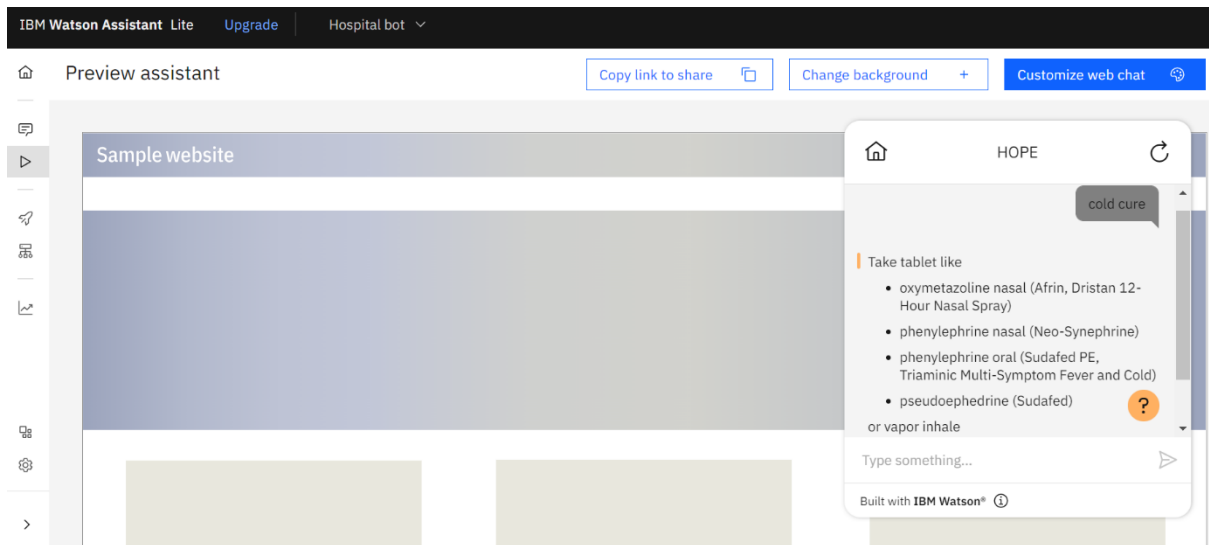 IBM Watson Assistant Lite Upgrade Hospital bot
Preview assistant Copy link to share Change background + Customize web chat
Sample website
HOPE
cold cure
Take tablet like
• oxymetazoline nasal (Afrin, Dristan 12-
Hour Nasal Spray)
• phenylephrine nasal (Neo-Synephrine)
• phenylephrine oral (Sudafed PE,
Triaminic Multi-Symptom Fever and Cold)
• pseudoephedrine (Sudafed)
?
or vapor inhale
Type something...
Built with IBM Watson®